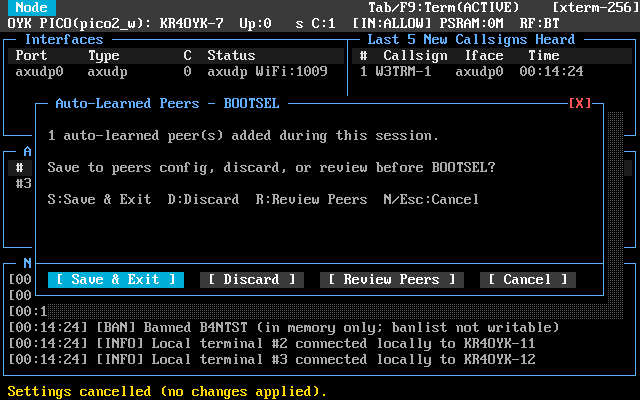 Node Tab/F9:Term(ACTIVE) [xterm-256]
OYK PICO(pico2_w): KR4OYK-7 Up:0 s C:1 [IN:ALLOW] PSRAM:0M RF:BT
Interfaces Last 5 New Callsigns Heard
Port Type C Status # Callsign Iface Time
axudp0 axudp 0 axudp WiFi:1009 1 W3TRM-1 axudp0 00:14:24
Auto-Learned Peers - BOOTSEL [X]
1 auto-learned peer(s) added during this session.
A
Save to peers config, discard, or review before BOOTSEL?
#
#3
S:Save & Exit D:Discard R:Review Peers N/Esc:Cancel
N
[00
[ Save & Exit ] [ Discard ] [ Review Peers ] [ Cancel ]
[00
[00:1
[00:14:24] [BAN] Banned B4NTST (in memory only; banlist not writable)
[00:14:24] [INFO] Local terminal #2 connected locally to KR4OYK-11
[00:14:24] [INFO] Local terminal #3 connected locally to KR4OYK-12
Settings cancelled (no changes applied).